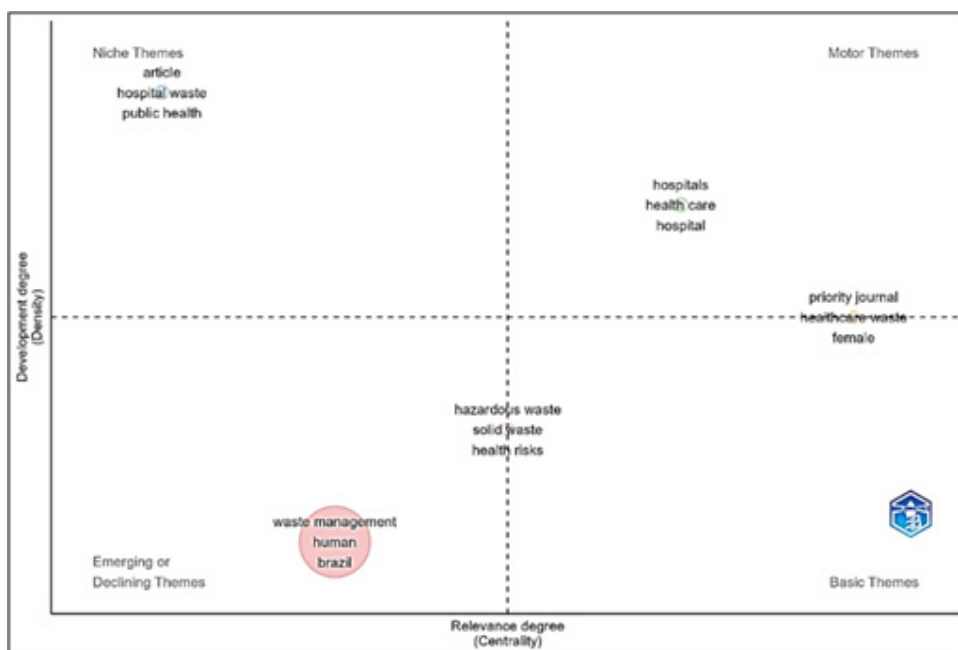 Niche Themes
article
hospital waste
public health
Motor Themes
hospitals
health care
hospital
priority journal
healthcare waste
female
hazardous waste
solid waste
health risks
waste management
human
brazil
Emerging or
Declining Themes
Basic Themes
Development degree
(Density)
Relevance degree
(Centrality)